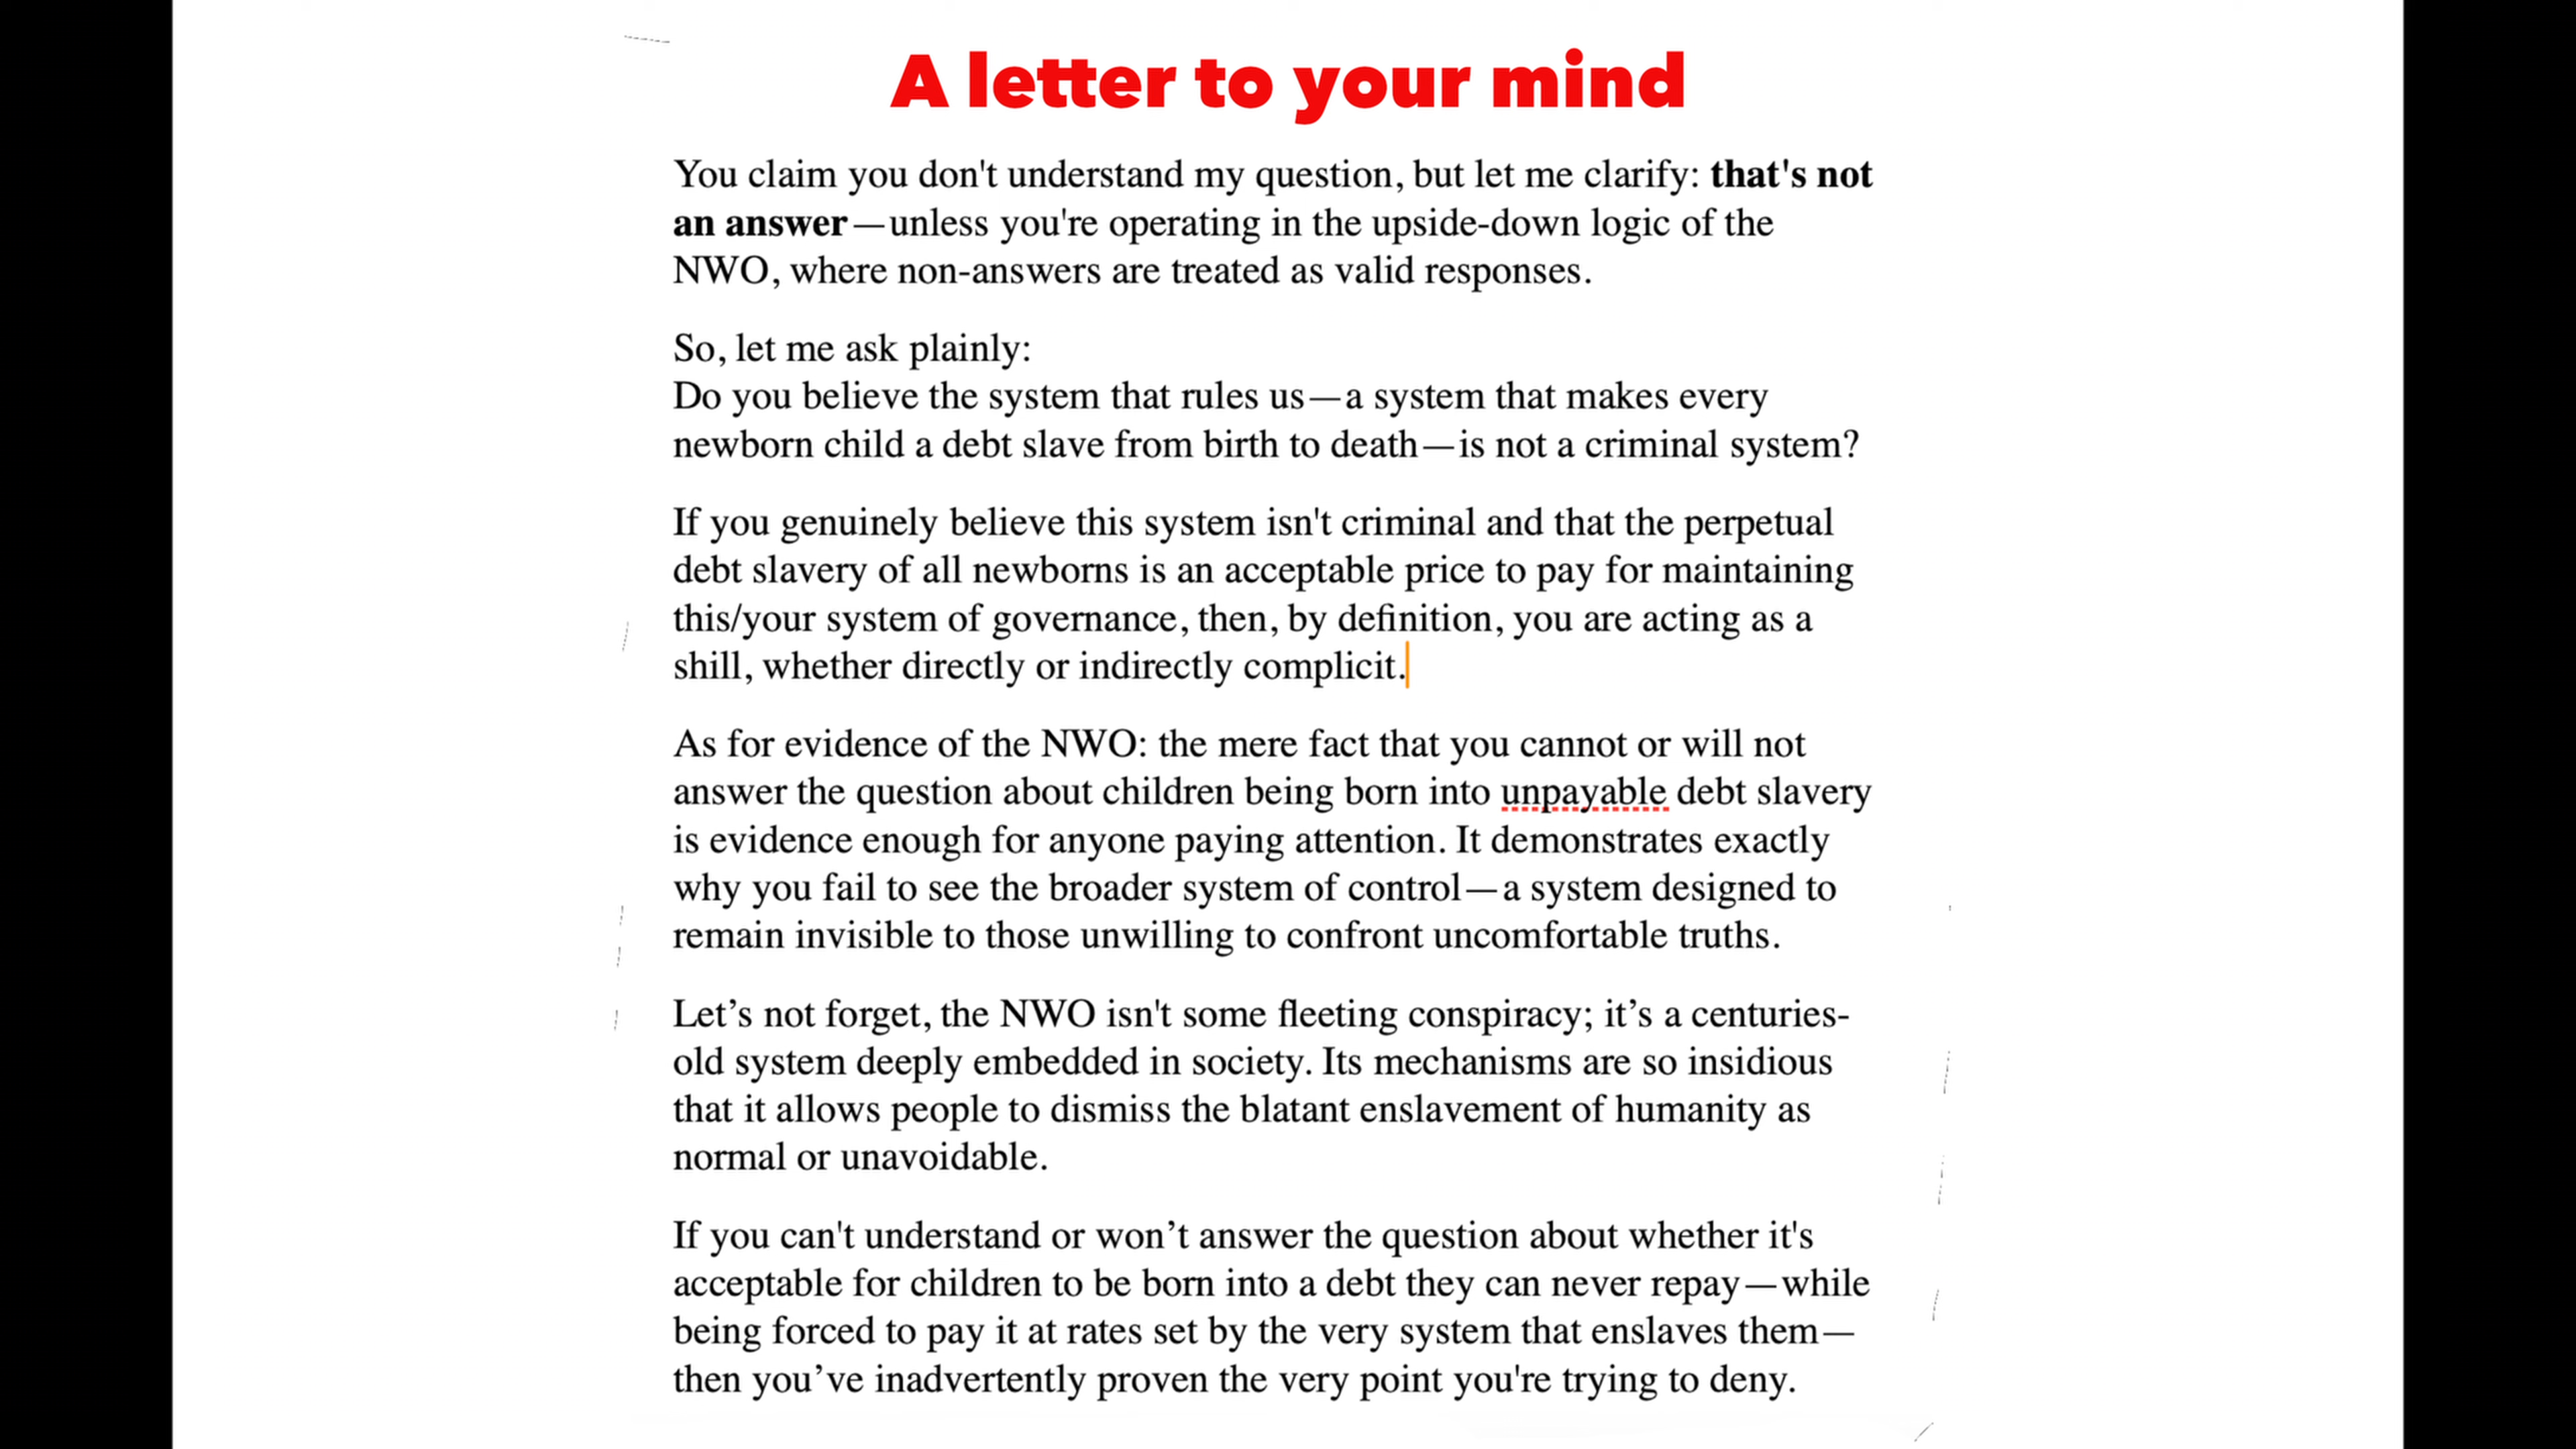 A letter to your mind
You claim you don't understand my question, but let me clarify: that's not
an answer—unless you're operating in the upside-down logic of the
NWO, where non-answers are treated as valid responses.
So, let me ask plainly:
Do you believe the system that rules us—a system that makes every
newborn child a debt slave from birth to death—is not a criminal system?
If you genuinely believe this system isn't criminal and that the perpetual
debt slavery of all newborns is an acceptable price to pay for maintaining
this/your system of governance, then, by definition, you are acting as a
shill, whether directly or indirectly complicit.
As for evidence of the NWO: the mere fact that you cannot or will not
answer the question about children being born into unpayable debt slavery
is evidence enough for anyone paying attention. It demonstrates exactly
why you fail to see the broader system of control—a system designed to
remain invisible to those unwilling to confront uncomfortable truths.
Let’s not forget, the NWO isn't some fleeting conspiracy; it’s a centuries-
old system deeply embedded in society. Its mechanisms are so insidious
that it allows people to dismiss the blatant enslavement of humanity as
normal or unavoidable.
If you can't understand or won’t answer the question about whether it's
acceptable for children to be born into a debt they can never repay—while
being forced to pay it at rates set by the very system that enslaves them—
then you’ve inadvertently proven the very point you're trying to deny.